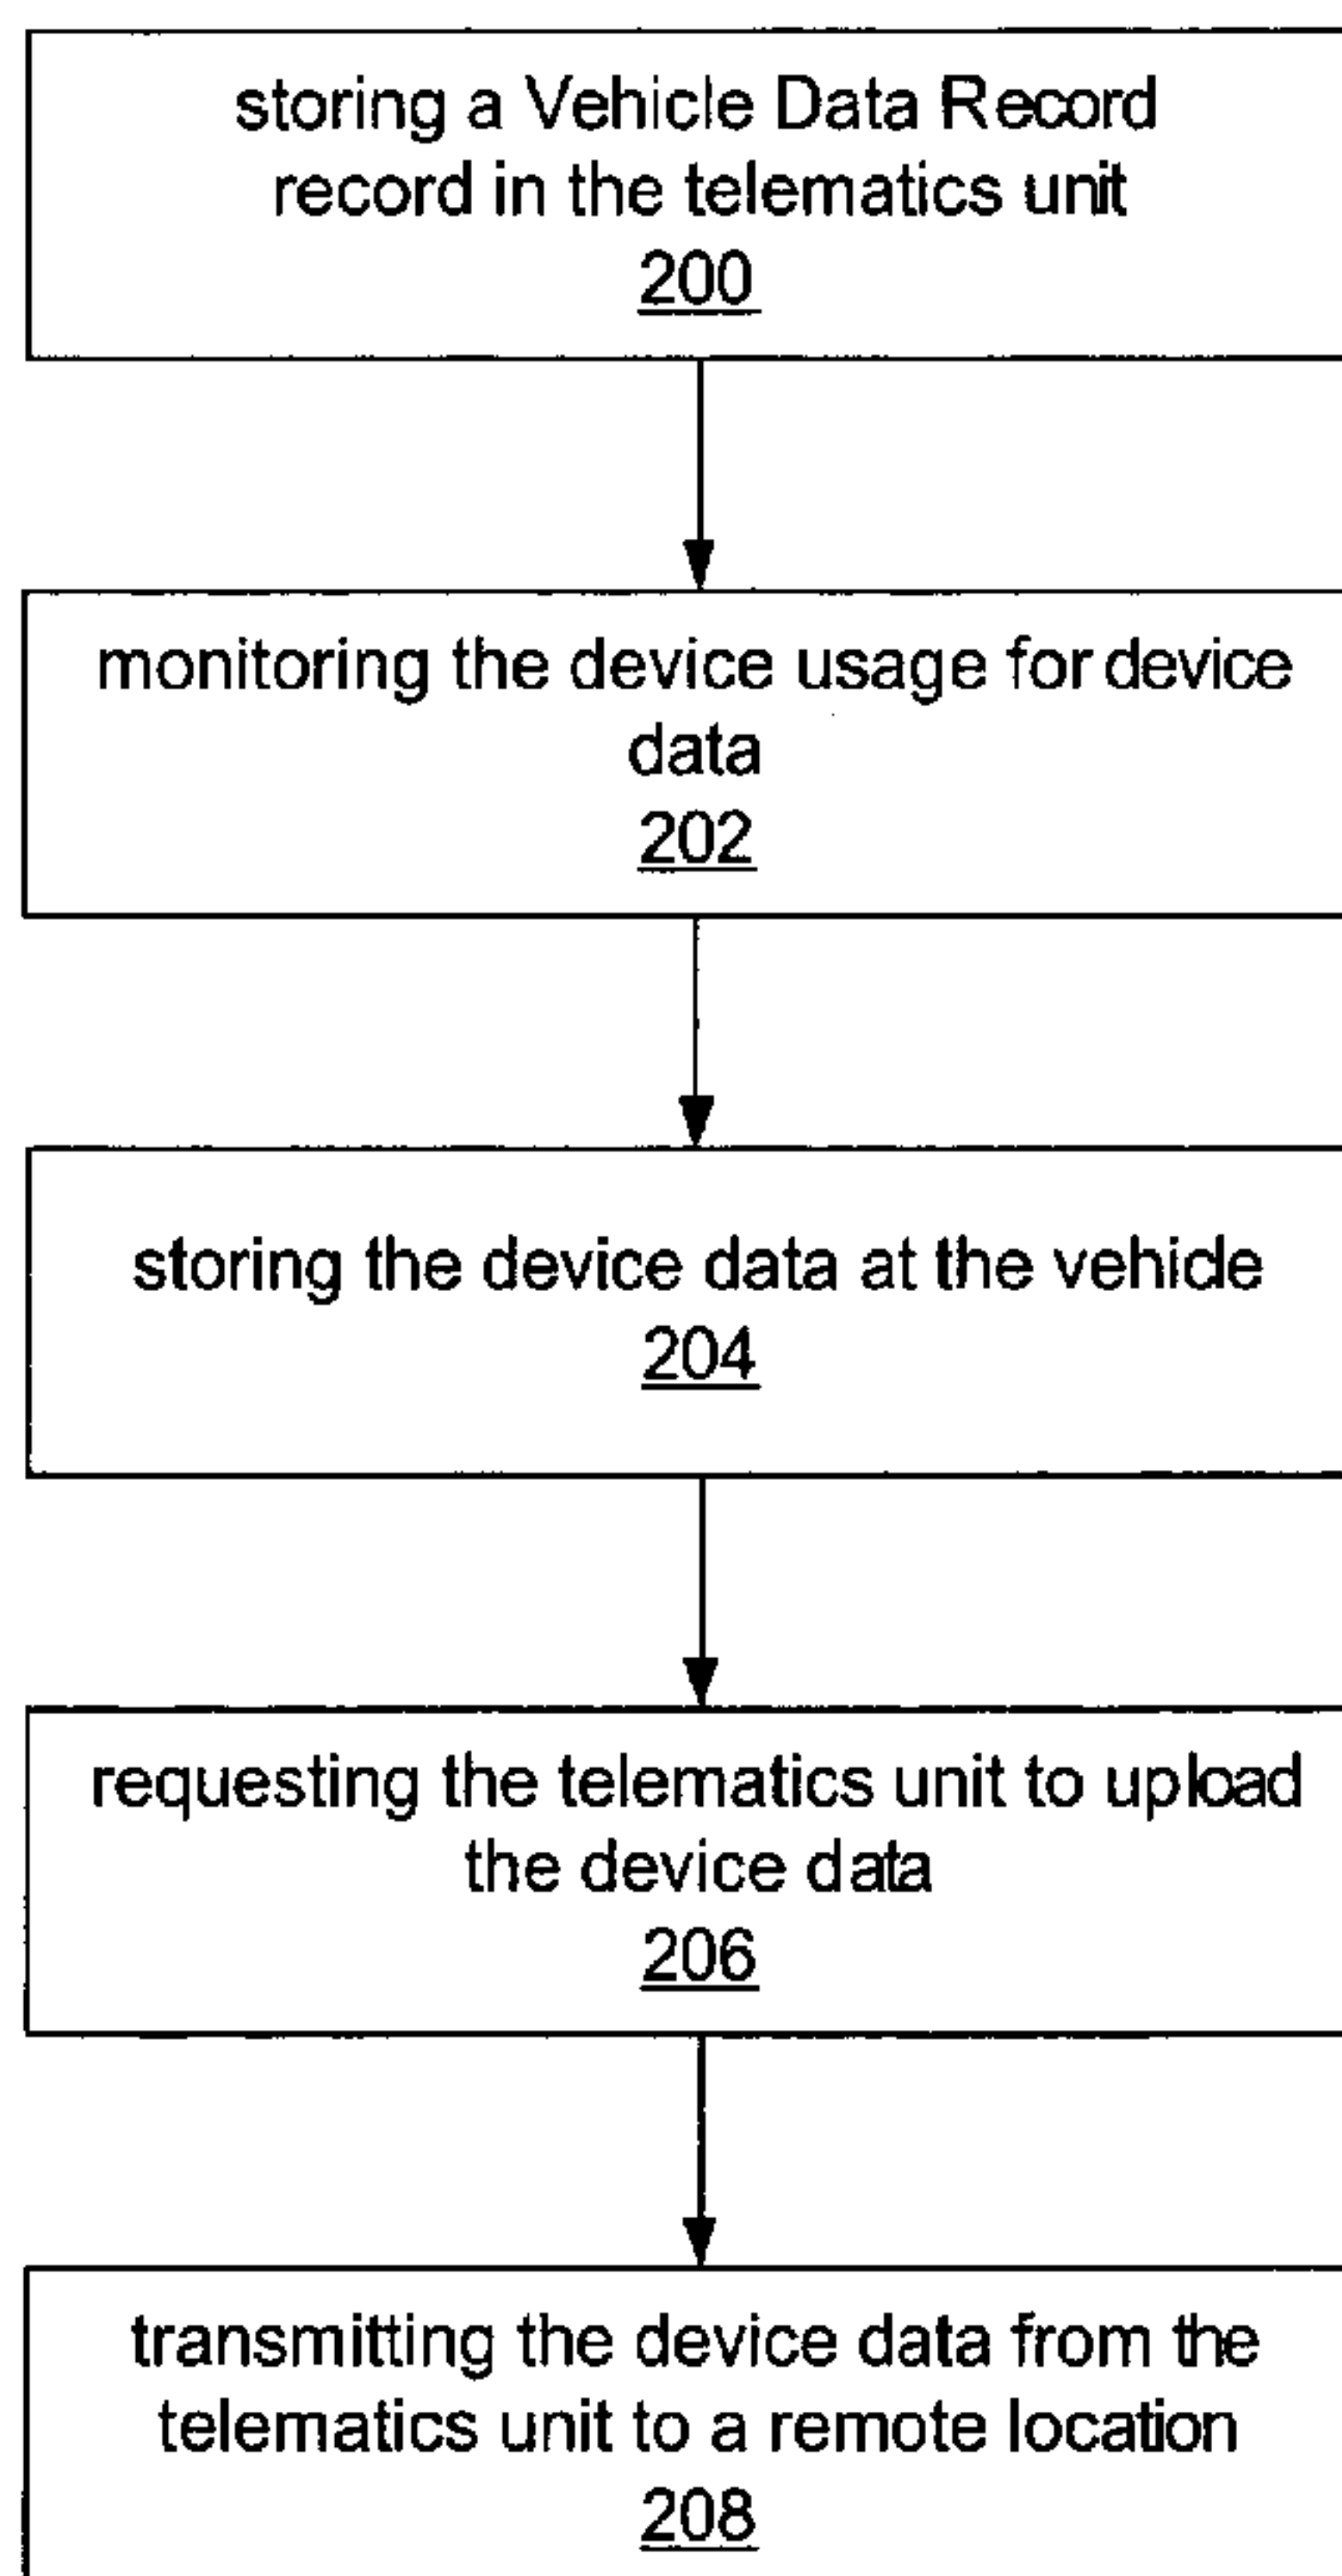 storing a Vehicle Data Record
record in the telematics unit
200
monitoring the device usage for device
data
202
storing the device data at the vehicle
204
requesting the telematics unit to upload
the device data
206
transmitting the device data from the
telematics unit to a remote location
208